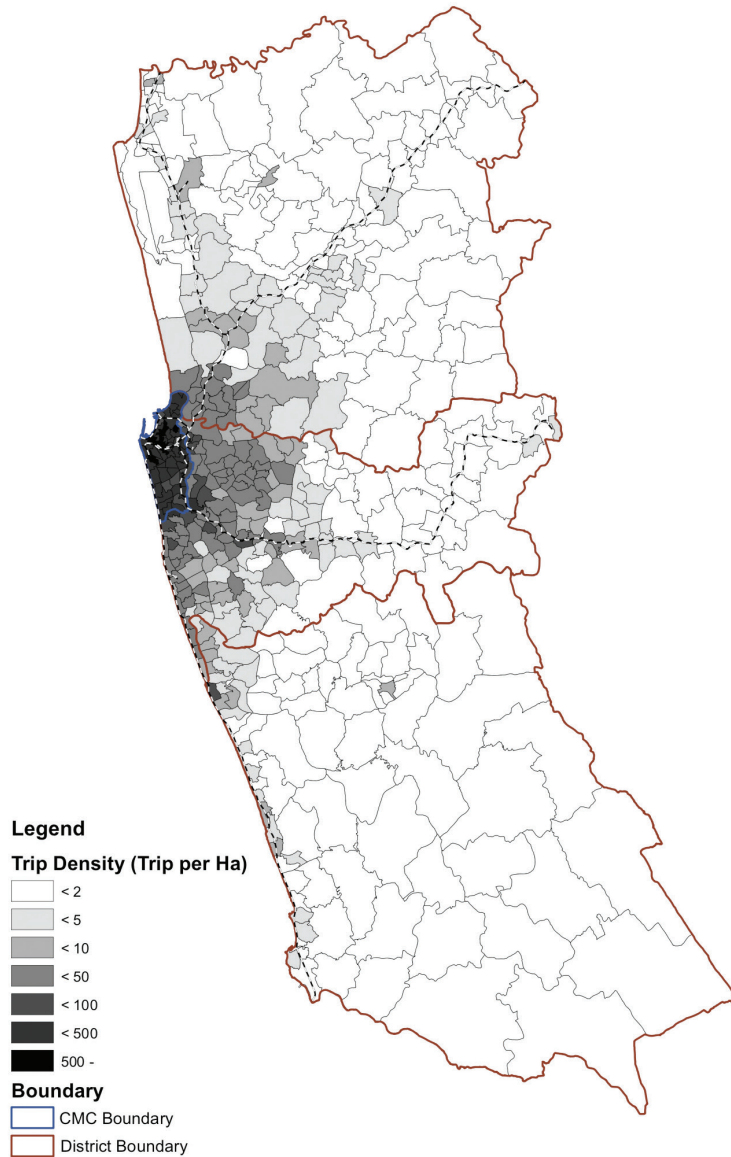 Legend
Trip Density (Trip per Ha)
< 2
< 5
< 10
< 50
< 100
< 500
500 -
Boundary
CMC Boundary
District Boundary